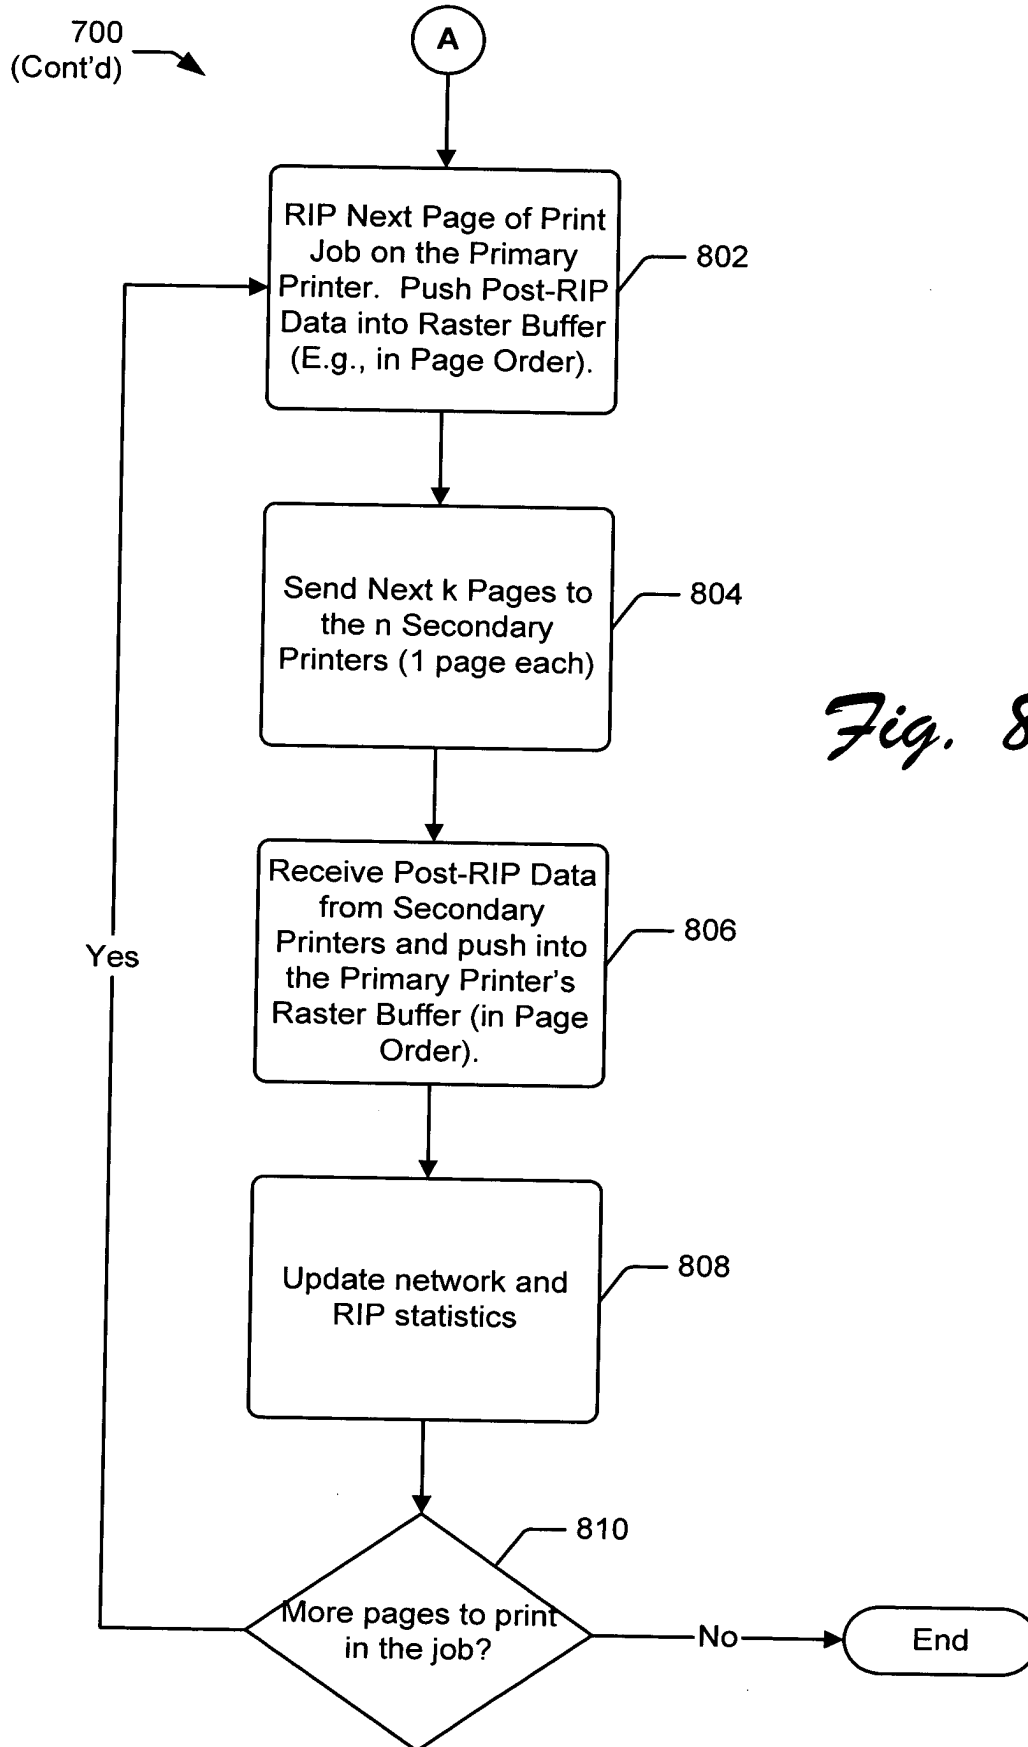 700
(Cont'd)
A
RIP Next Page of Print
Job on the Primary
Printer. Push Post-RIP
Data into Raster Buffer
(E.g., in Page Order).
802
Send Next k Pages to
the n Secondary
Printers (1 page each)
804
Fig. 8
Receive Post-RIP Data
from Secondary
Printers and push into
the Primary Printer's
Raster Buffer (in Page
Order).
806
Yes
Update network and
RIP statistics
808
810
More pages to print
in the job?
No
End